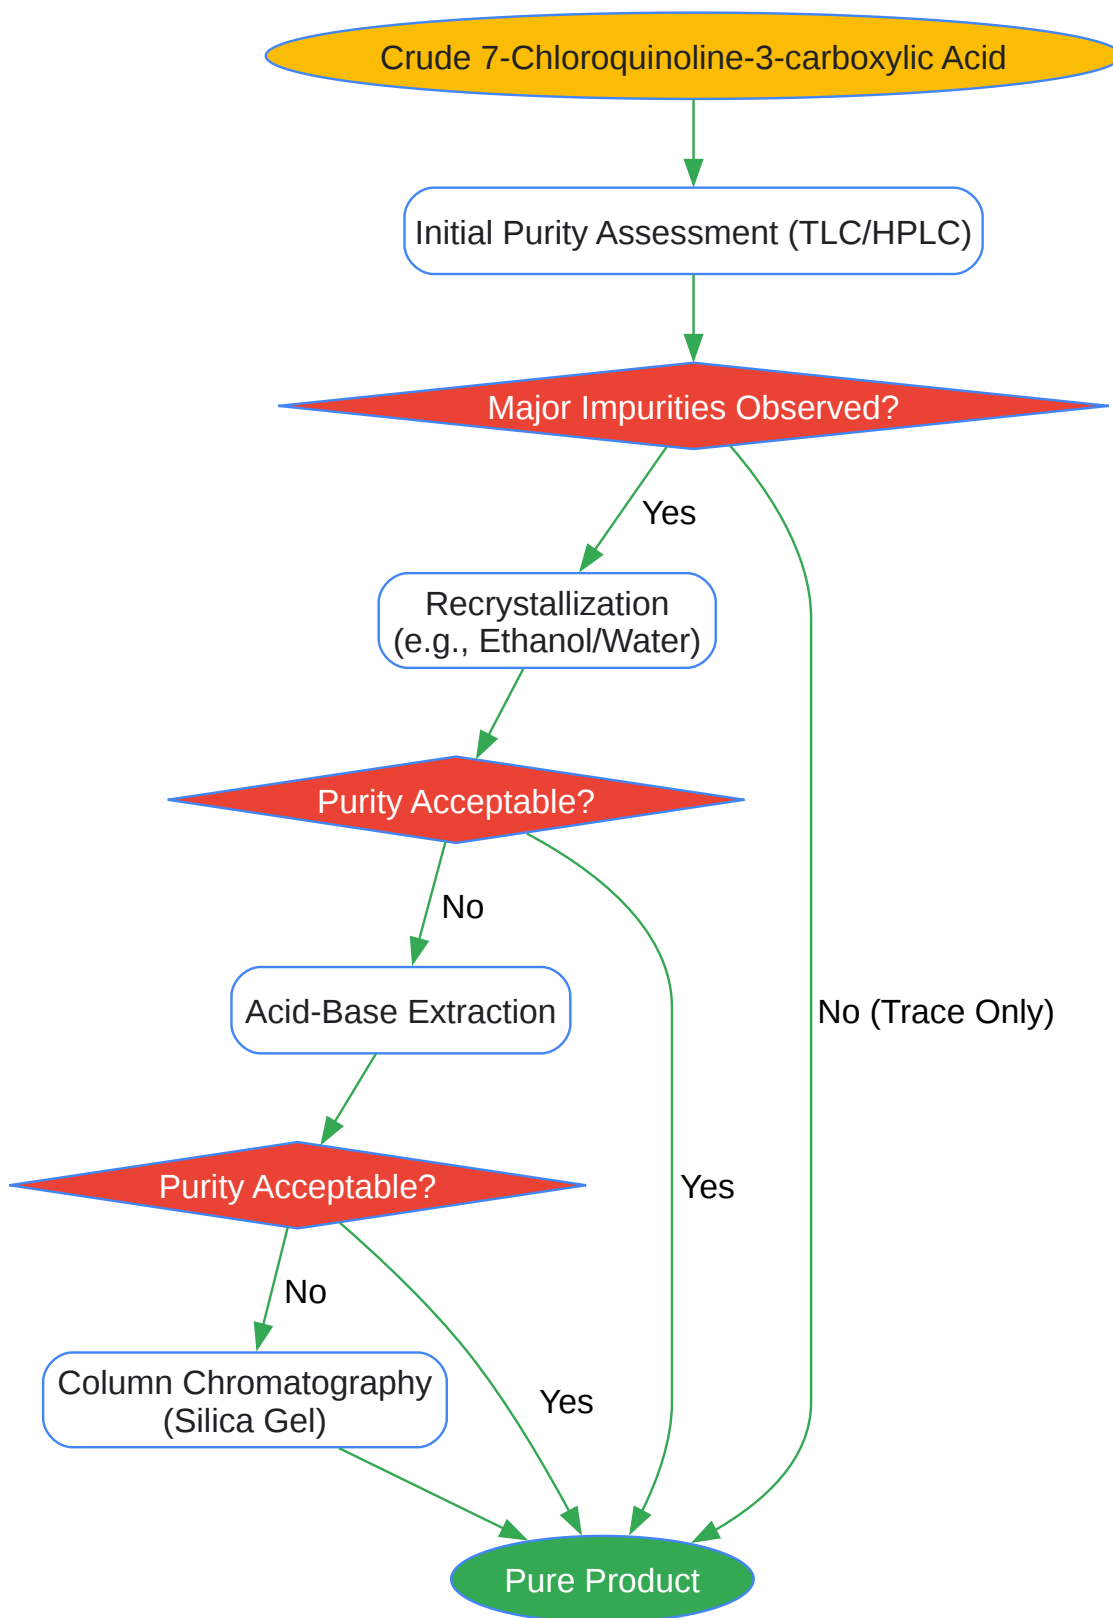 Crude 7-Chloroquinoline-3-carboxylic Acid
Initial Purity Assessment (TLC/HPLC)
Major Impurities Observed?
Yes
Recrystallization
(e.g., Ethanol/Water)
Purity Acceptable?
No
Acid-Base Extraction
No (Trace Only)
Purity Acceptable?
Yes
No
Column Chromatography
(Silica Gel)
Yes
Pure Product